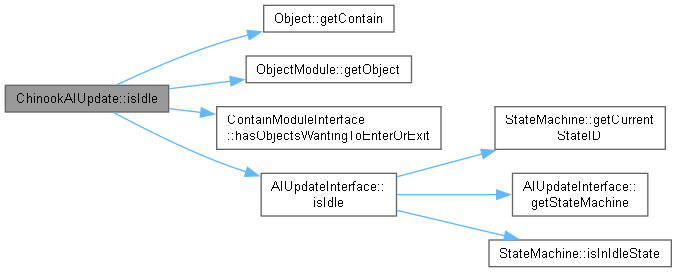 Object::getContain
ObjectModule::getObject
ChinookAIUpdate::isIdle
ContainModuleInterface
::hasObjectsWantingToEnterOrExit
AIUpdateInterface::
isIdle
StateMachine::getCurrent
StateID
AIUpdateInterface::
getStateMachine
StateMachine::isInIdleState